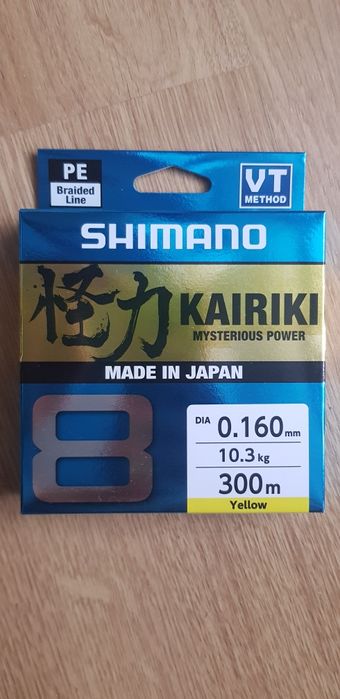 PE
Braided
Line
VT
METHOD
SHIMANO
怪力 KAIRIKI
MYSTERIOUS POWER
MADE IN JAPAN
8
DIA 0.160mm
10.3kg
300m
Yellow